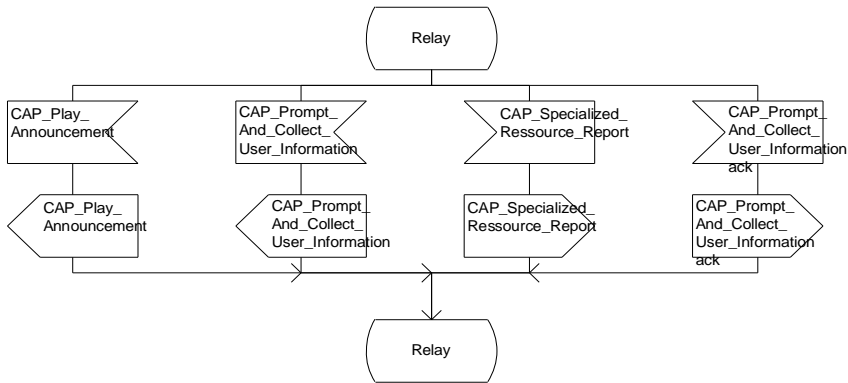 Relay
CAP_Play_
Announcement
CAP_Prompt_
And_Collect_
User_Information
CAP_Specialized_
Ressource_Report
CAP_Prompt_
And_Collect_
User_Information
ack
CAP_Play_
Announcement
CAP_Prompt_
And_Collect_
User_Information
CAP_Specialized_
Ressource_Report
CAP_Prompt_
And_Collect_
User_Information
ack
Relay